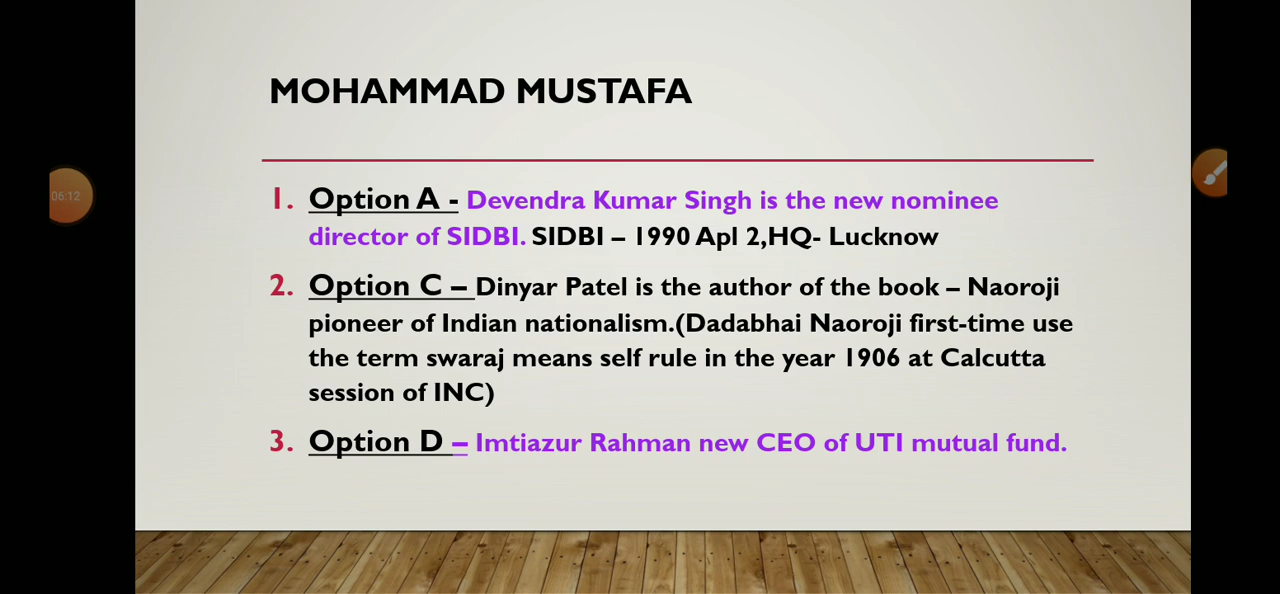 MOHAMMAD MUSTAFA
06:12
1. Option A - Devendra Kumar Singh is the new nominee
director of SIDBI. SIDBI – 1990 Apl 2,HQ- Lucknow
2. Option C – Dinyar Patel is the author of the book – Naoroji
pioneer of Indian nationalism.(Dadabhai Naoroji first-time use
the term swaraj means self rule in the year 1906 at Calcutta
session of INC)
3. Option D – Imtiazur Rahman new CEO of UTI mutual fund.